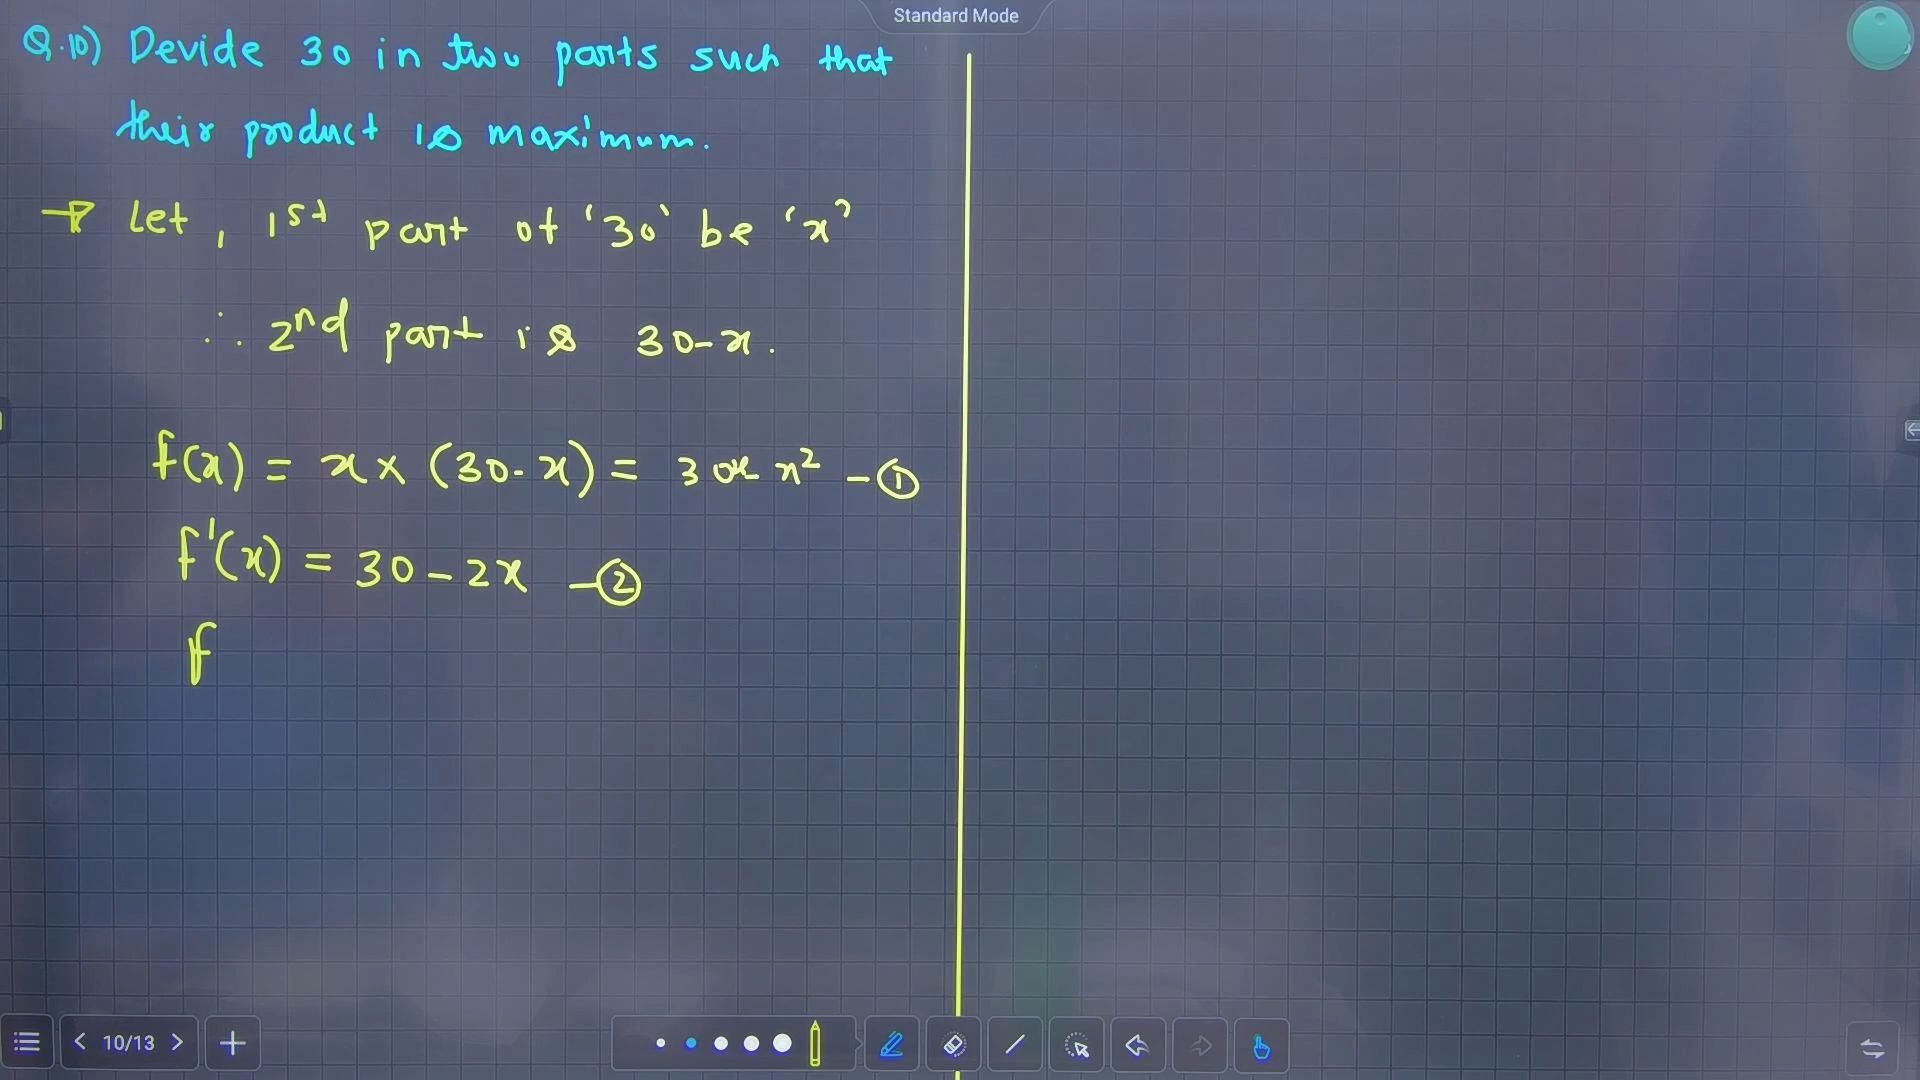 Standard Mode
Q.10) Devide 30 in two parts such that
their product is maximum.
→ Let, 1st part of '30' be 'x'
∴ 2nd part is 30-x.
f(x) = x × (30-x) = 30x-x² -①
f'(x) = 30-2x -②
f
10/13